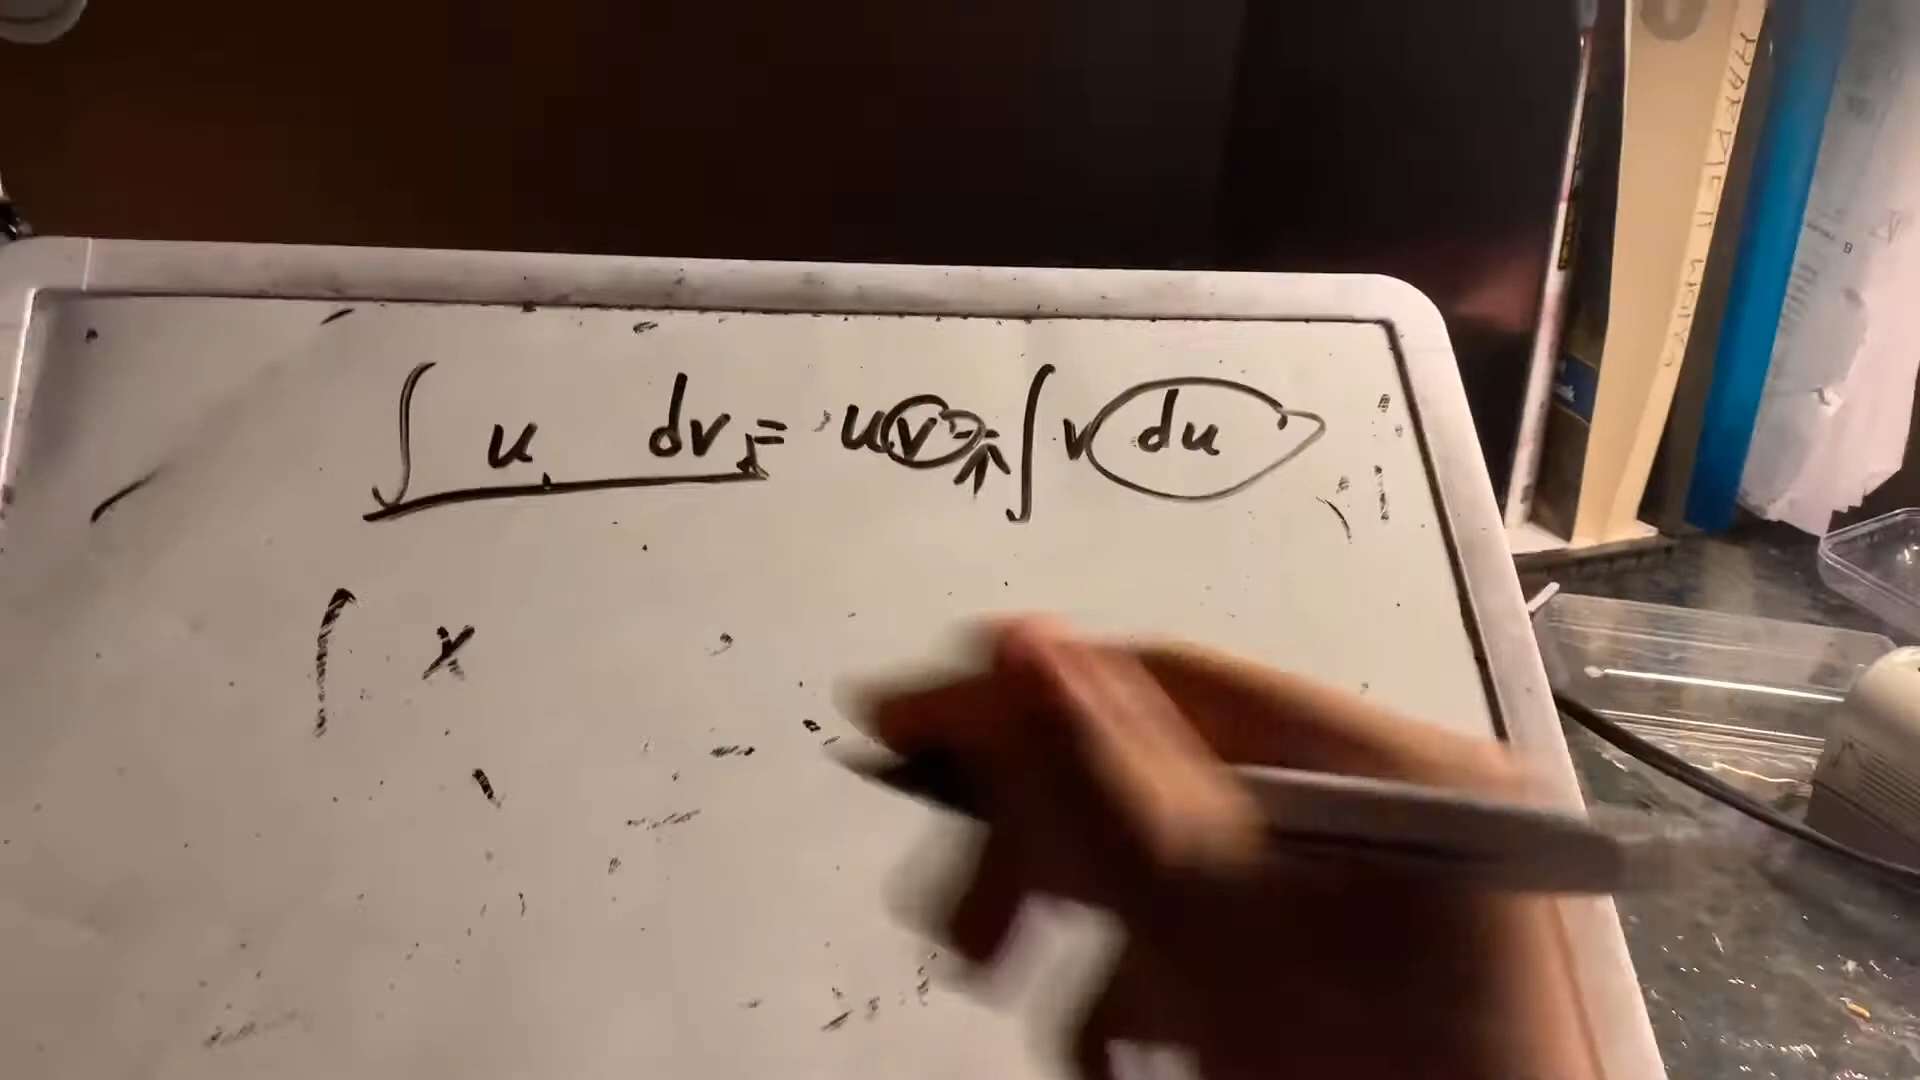 ∫ u dv = uv - ∫ v du
∫ x